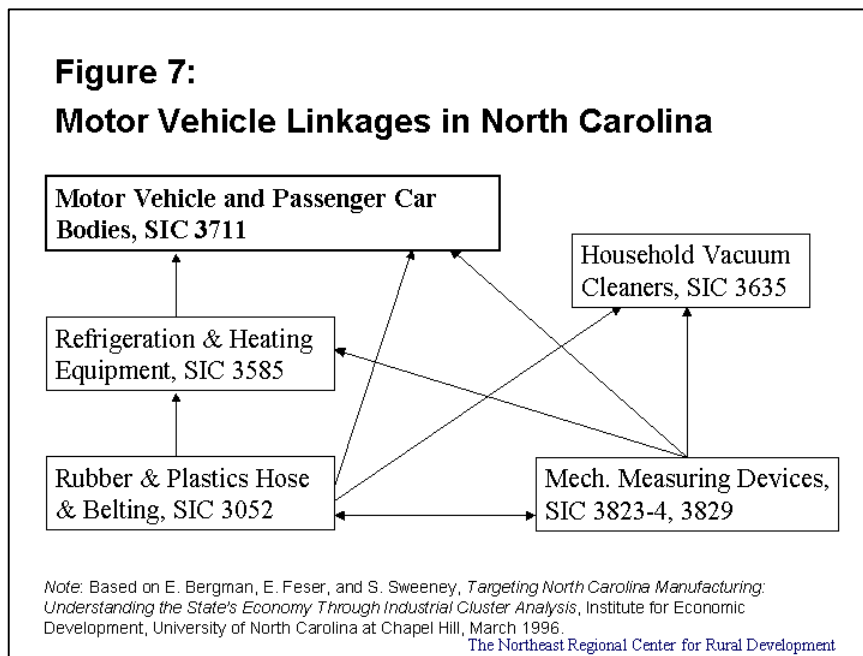 Figure 7:
Motor Vehicle Linkages in North Carolina
Motor Vehicle and Passenger Car
Bodies, SIC 3711
Household Vacuum
Cleaners, SIC 3635
Refrigeration & Heating
Equipment, SIC 3585
Rubber & Plastics Hose
& Belting, SIC 3052
Mech. Measuring Devices,
SIC 3823-4, 3829
Note: Based on E. Bergman, E. Feser, and S. Sweeney, Targeting North Carolina Manufacturing:
Understanding the State's Economy Through Industrial Cluster Analysis, Institute for Economic
Development, University of North Carolina at Chapel Hill, March 1996.
The Northeast Regional Center for Rural Development